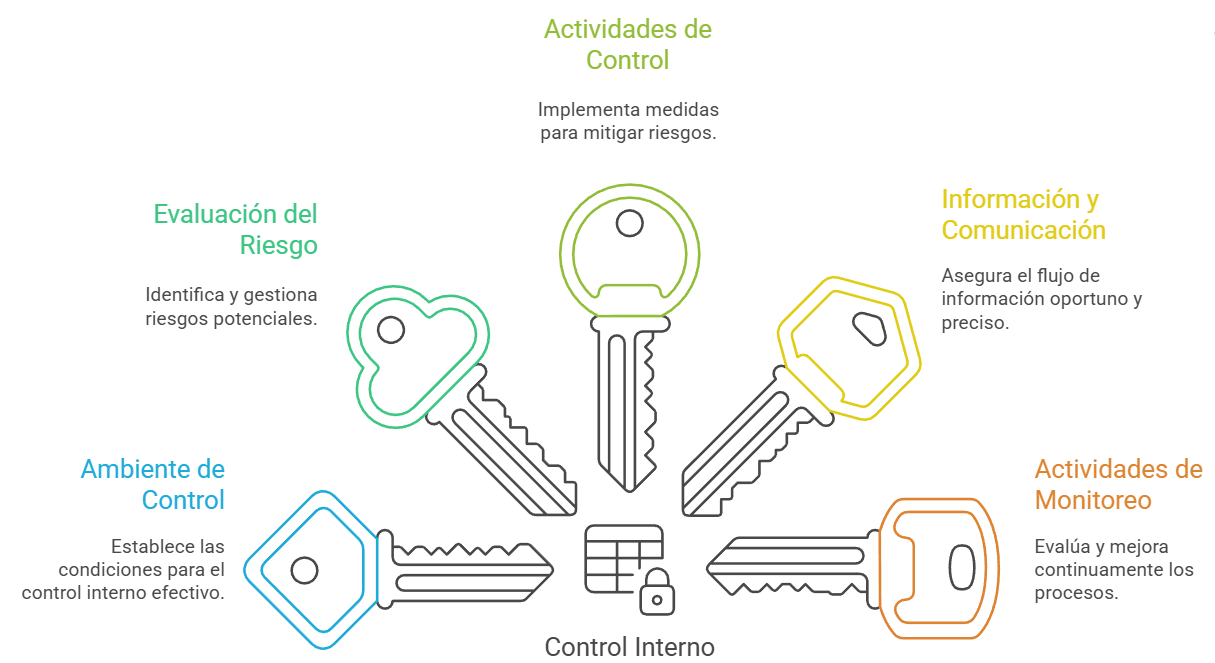 Actividades de
Control
Implementa medidas
para mitigar riesgos.
Evaluación del
Riesgo
Identifica y gestiona
riesgos potenciales.
Información y
Comunicación
Asegura el flujo de
información oportuno y
preciso.
Ambiente de
Control
Establece las
condiciones para el
control interno efectivo.
Actividades de
Monitoreo
Evalúa y mejora
continuamente los
procesos.
Control Interno